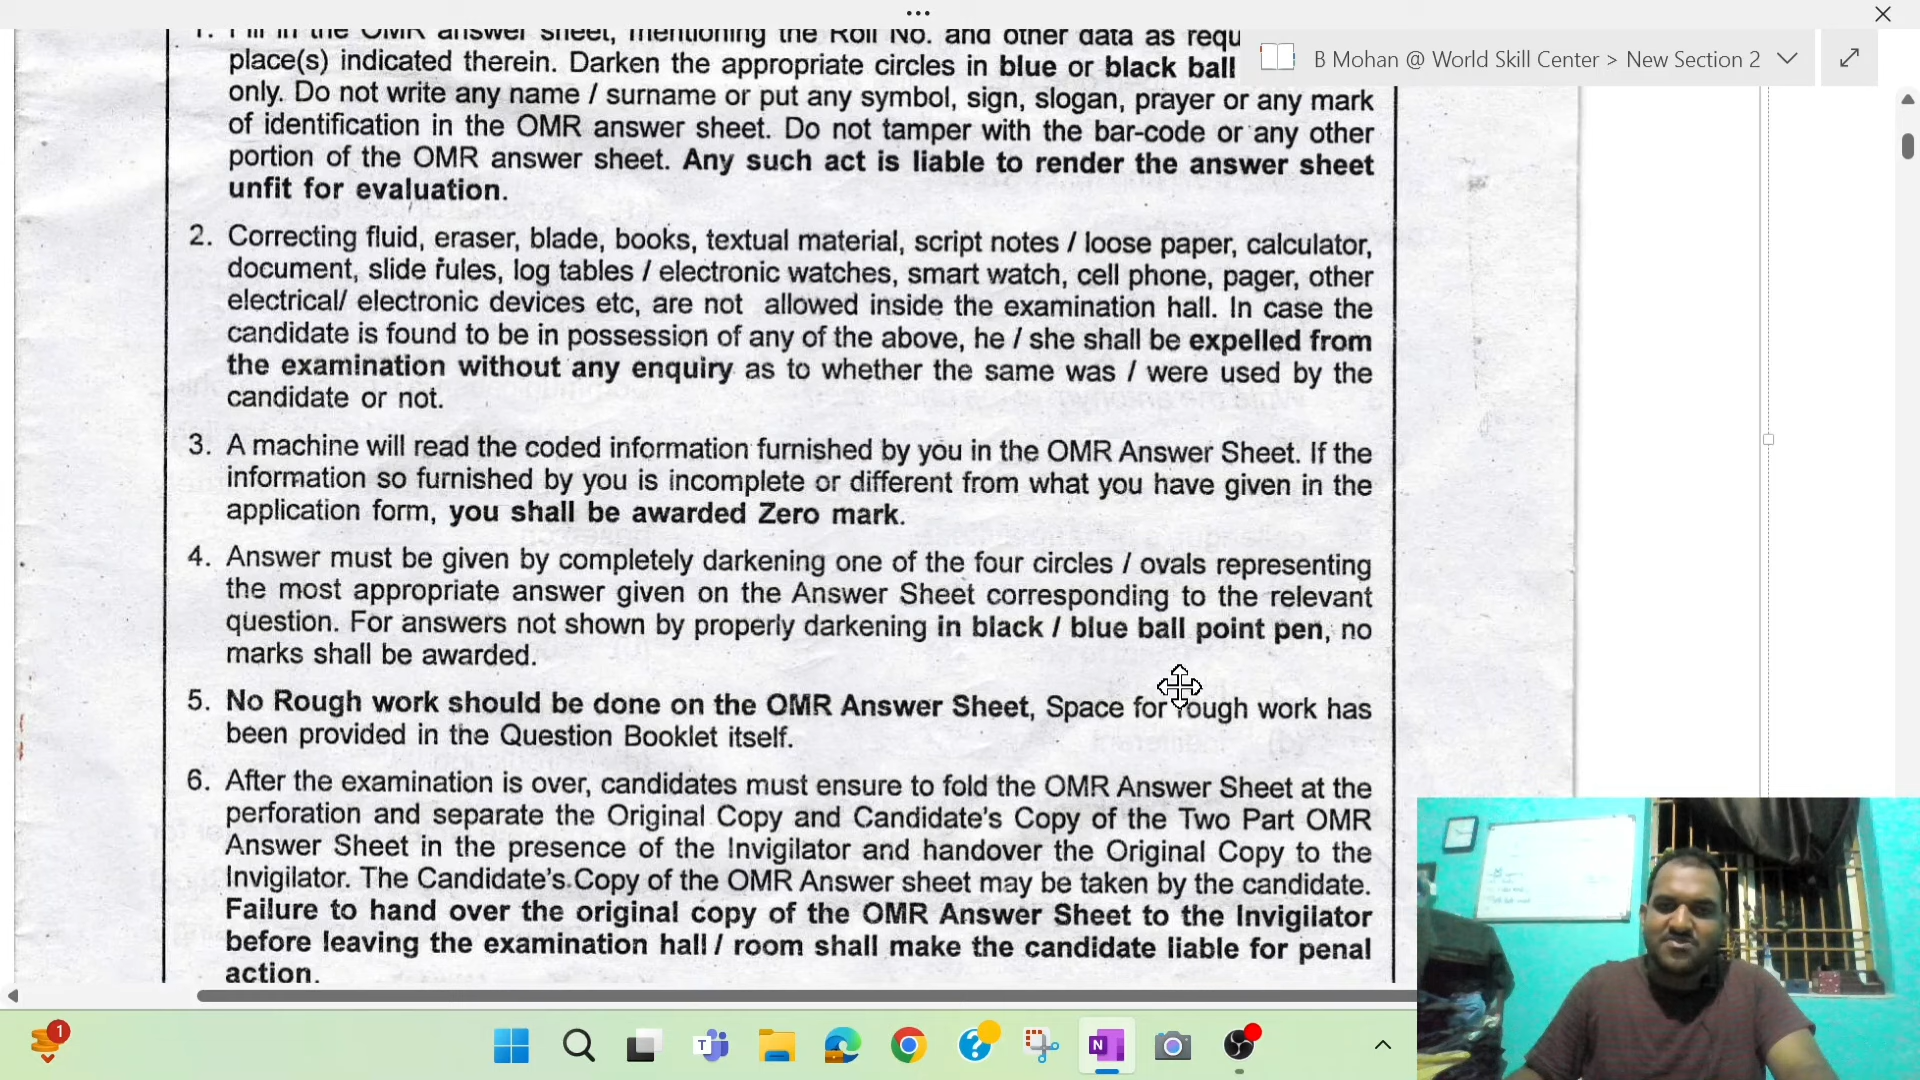 B Mohan @ World Skill Center > New Section 2
1. Fill in the OMR answer sheet, mentioning the Roll No. and other data as requ
place(s) indicated therein. Darken the appropriate circles in blue or black ball
only. Do not write any name / surname or put any symbol, sign, slogan, prayer or any mark
of identification in the OMR answer sheet. Do not tamper with the bar-code or any other
portion of the OMR answer sheet. Any such act is liable to render the answer sheet
unfit for evaluation.
2. Correcting fluid, eraser, blade, books, textual material, script notes / loose paper, calculator,
document, slide rules, log tables / electronic watches, smart watch, cell phone, pager, other
electrical/ electronic devices etc, are not allowed inside the examination hall. In case the
candidate is found to be in possession of any of the above, he / she shall be expelled from
the examination without any enquiry as to whether the same was / were used by the
candidate or not.
3. A machine will read the coded information furnished by you in the OMR Answer Sheet. If the
information so furnished by you is incomplete or different from what you have given in the
application form, you shall be awarded Zero mark.
4. Answer must be given by completely darkening one of the four circles / ovals representing
the most appropriate answer given on the Answer Sheet corresponding to the relevant
question. For answers not shown by properly darkening in black / blue ball point pen, no
marks shall be awarded.
5. No Rough work should be done on the OMR Answer Sheet, Space for rough work has
been provided in the Question Booklet itself.
6. After the examination is over, candidates must ensure to fold the OMR Answer Sheet at the
perforation and separate the Original Copy and Candidate's Copy of the Two Part OMR
Answer Sheet in the presence of the Invigilator and handover the Original Copy to the
Invigilator. The Candidate's Copy of the OMR Answer sheet may be taken by the candidate.
Failure to hand over the original copy of the OMR Answer Sheet to the Invigilator
before leaving the examination hall / room shall make the candidate liable for penal
action.
1